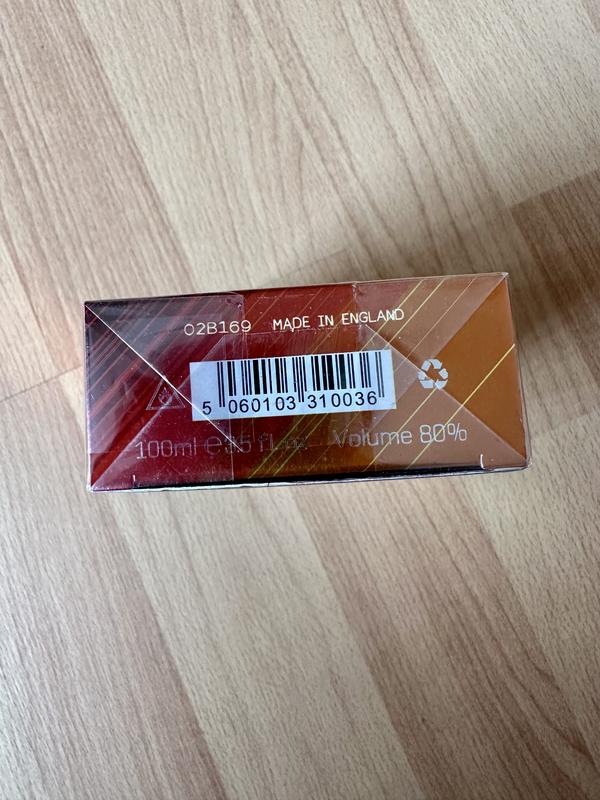 02B169 MADE IN ENGLAND
5 060103 310036
100ml e 3.5 fl.oz. Volume 80%